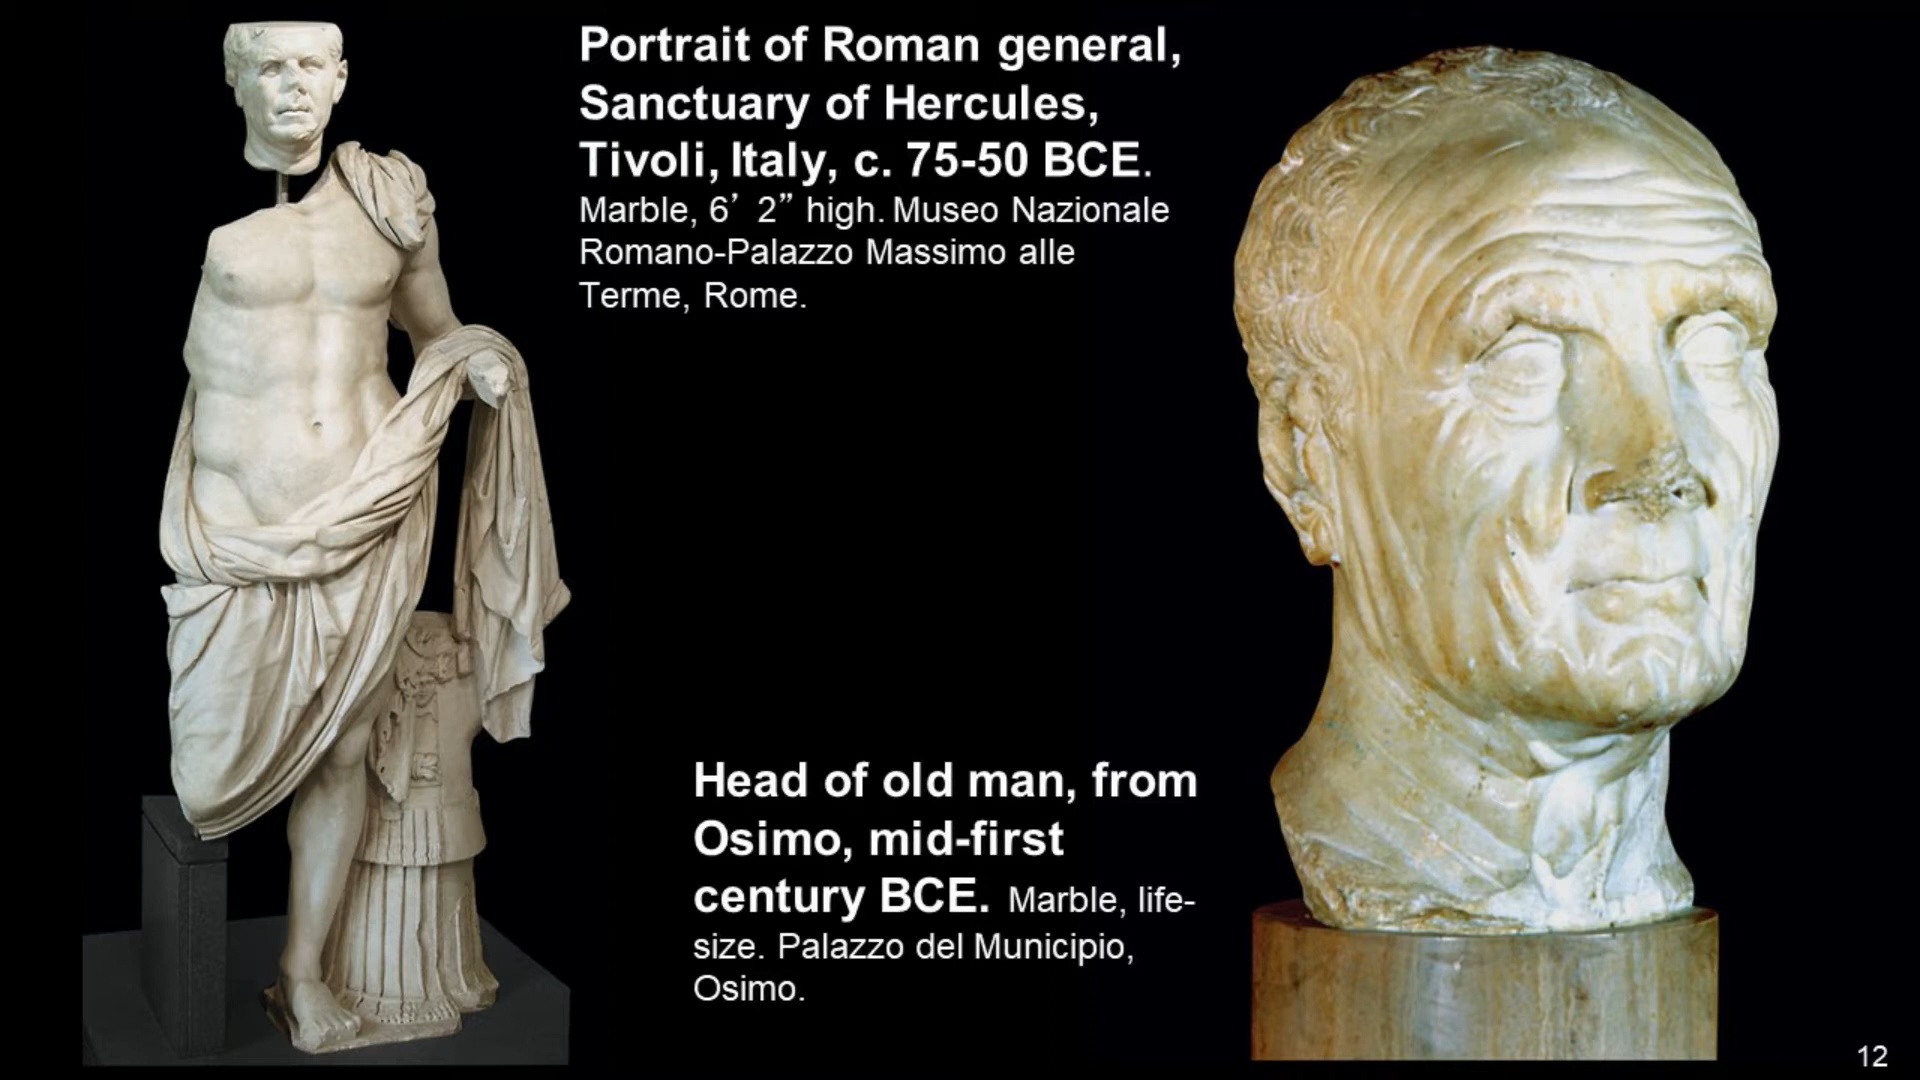 Portrait of Roman general,
Sanctuary of Hercules,
Tivoli, Italy, c. 75-50 BCE.
Marble, 6’ 2” high. Museo Nazionale
Romano-Palazzo Massimo alle
Terme, Rome.
Head of old man, from
Osimo, mid-first
century BCE. Marble, life-
size. Palazzo del Municipio,
Osimo.
12